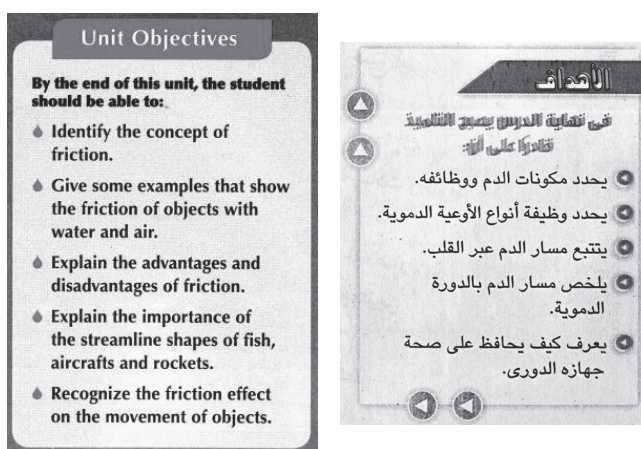 Unit Objectives
By the end of this unit, the student
should be able to:
Identify the concept of
friction.
Give some examples that show
the friction of objects with
water and air.
Explain the advantages and
disadvantages of friction.
Explain the importance of
the streamline shapes of fish,
aircrafts and rockets.
Recognize the friction effect
on the movement of objects.
الأهداف
فى نهاية الدرس يصبح التلميذ
قادرًا على أن:
يحدد مكونات الدم ووظائفه.
يحدد وظيفة أنواع الأوعية الدموية.
يتتبع مسار الدم عبر القلب.
يلخص مسار الدم بالدورة
الدموية.
يعرف كيف يحافظ على صحة
جهازه الدورى.